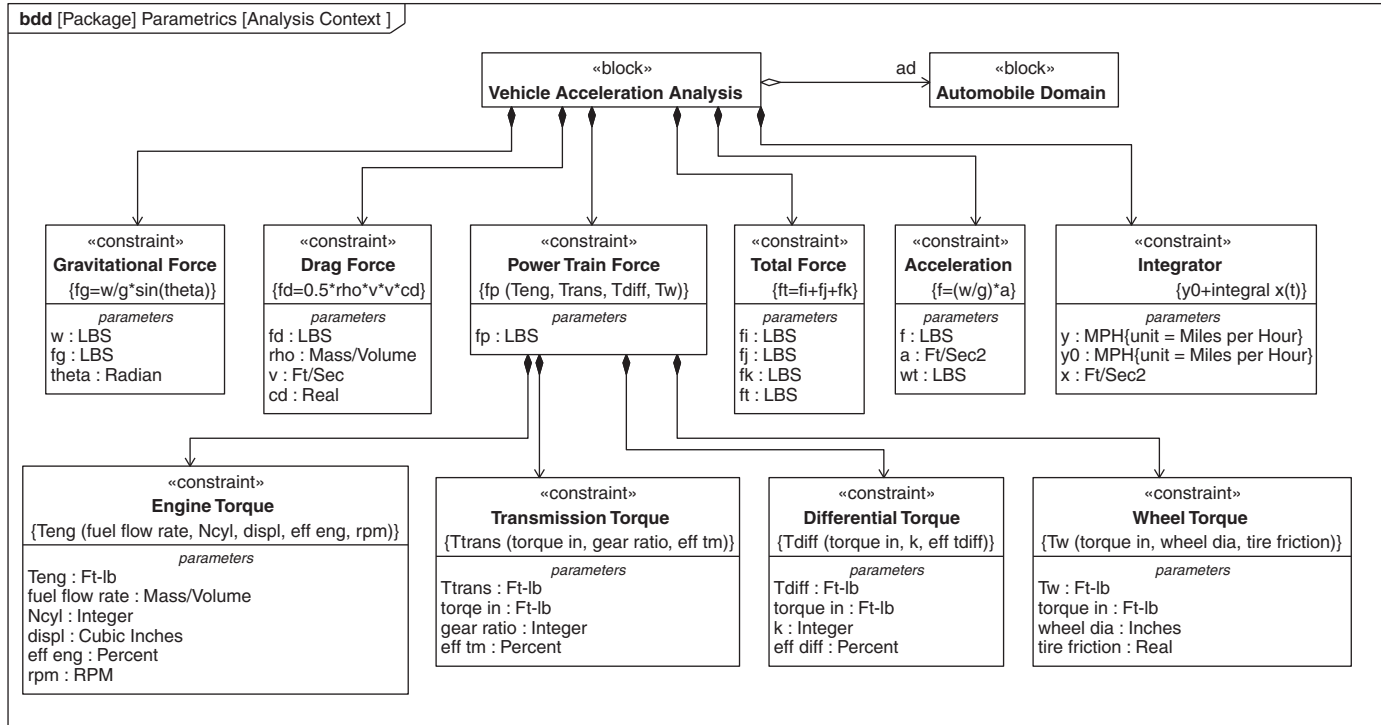 bdd [Package] Parametrics [Analysis Context ]
«block»
Vehicle Acceleration Analysis
ad
«block»
Automobile Domain
«constraint»
Gravitational Force
{fg=w/g*sin(theta)}
parameters
w : LBS
fg : LBS
theta : Radian
«constraint»
Drag Force
{fd=0.5*rho*v*v*cd}
parameters
fd : LBS
rho : Mass/Volume
v : Ft/Sec
cd : Real
«constraint»
Power Train Force
{fp (Teng, Trans, Tdiff, Tw)}
parameters
fp : LBS
«constraint»
Total Force
{ft=fi+fj+fk}
parameters
fi : LBS
fj : LBS
fk : LBS
ft : LBS
«constraint»
Acceleration
{f=(w/g)*a}
parameters
f : LBS
a : Ft/Sec2
wt : LBS
«constraint»
Integrator
{y0+integral x(t)}
parameters
y : MPH{unit = Miles per Hour}
y0 : MPH{unit = Miles per Hour}
x : Ft/Sec2
«constraint»
Engine Torque
{Teng (fuel flow rate, Ncyl, displ, eff eng, rpm)}
parameters
Teng : Ft-lb
fuel flow rate : Mass/Volume
Ncyl : Integer
displ : Cubic Inches
eff eng : Percent
rpm : RPM
«constraint»
Transmission Torque
{Ttrans (torque in, gear ratio, eff tm)}
parameters
Ttrans : Ft-lb
torqe in : Ft-lb
gear ratio : Integer
eff tm : Percent
«constraint»
Differential Torque
{Tdiff (torque in, k, eff tdiff)}
parameters
Tdiff : Ft-lb
torque in : Ft-lb
k : Integer
eff diff : Percent
«constraint»
Wheel Torque
{Tw (torque in, wheel dia, tire friction)}
parameters
Tw : Ft-lb
torque in : Ft-lb
wheel dia : Inches
tire friction : Real